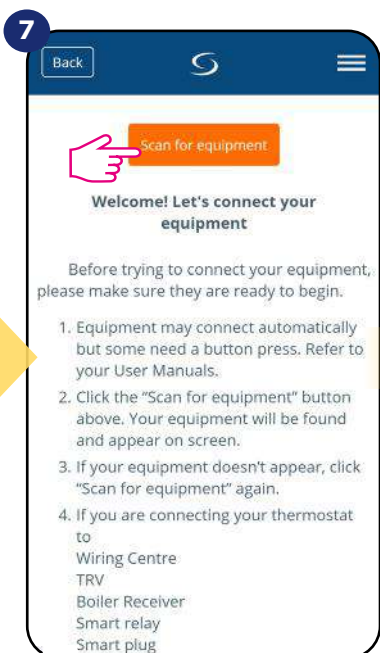 7
Back
Scan for equipment
Welcome! Let's connect your
equipment
Before trying to connect your equipment,
please make sure they are ready to begin.
1. Equipment may connect automatically
but some need a button press. Refer to
your User Manuals.
2. Click the “Scan for equipment” button
above. Your equipment will be found
and appear on screen.
3. If your equipment doesn't appear, click
“Scan for equipment” again.
4. If you are connecting your thermostat
to
Wiring Centre
TRV
Boiler Receiver
Smart relay
Smart plug